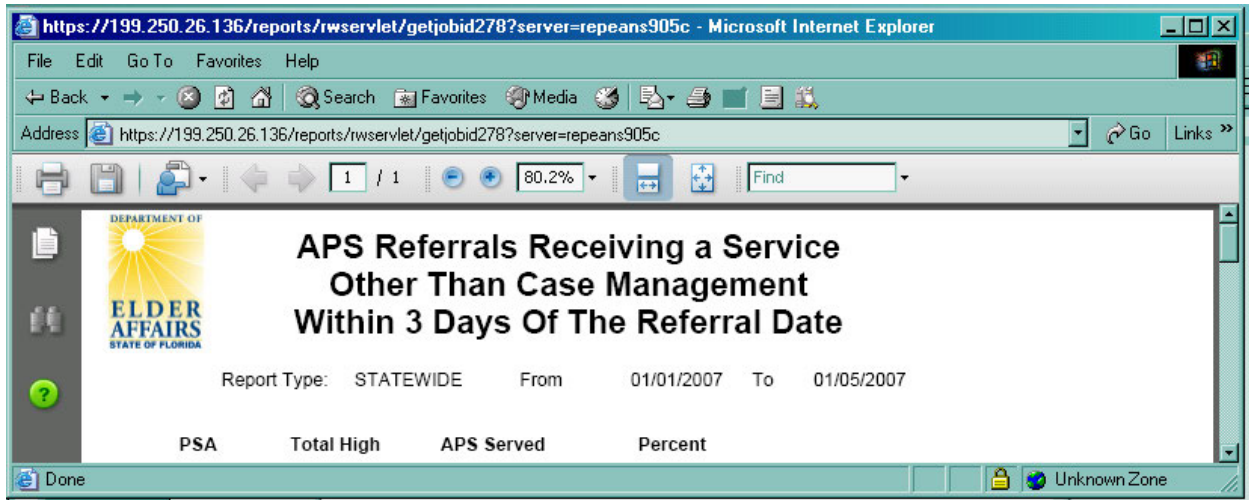 https://199.250.26.136/reports/rwservlet/getjobid278?server=repeans905c - Microsoft Internet Explorer
File Edit Go To Favorites Help
Back Search Favorites Media
Address https://199.250.26.136/reports/rwservlet/getjobid278?server=repeans905c Go Links »
1 / 1 80.2% Find
DEPARTMENT OF
ELDER
AFFAIRS
STATE OF FLORIDA
APS Referrals Receiving a Service
Other Than Case Management
Within 3 Days Of The Referral Date
Report Type: STATEWIDE From 01/01/2007 To 01/05/2007
PSA Total High APS Served Percent
Done Unknown Zone